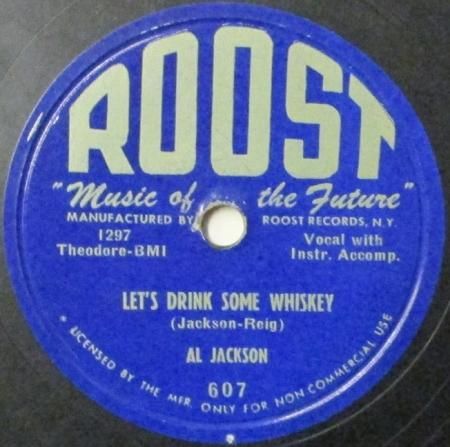 ROOST
"Music of the Future"
MANUFACTURED BY ROOST RECORDS, N.Y.
1297 Vocal with
Theodore-BMI Instr. Accomp.
LET'S DRINK SOME WHISKEY
(Jackson-Reig)
AL JACKSON
607
* LICENSED BY THE MFR. ONLY FOR NON COMMERCIAL USE